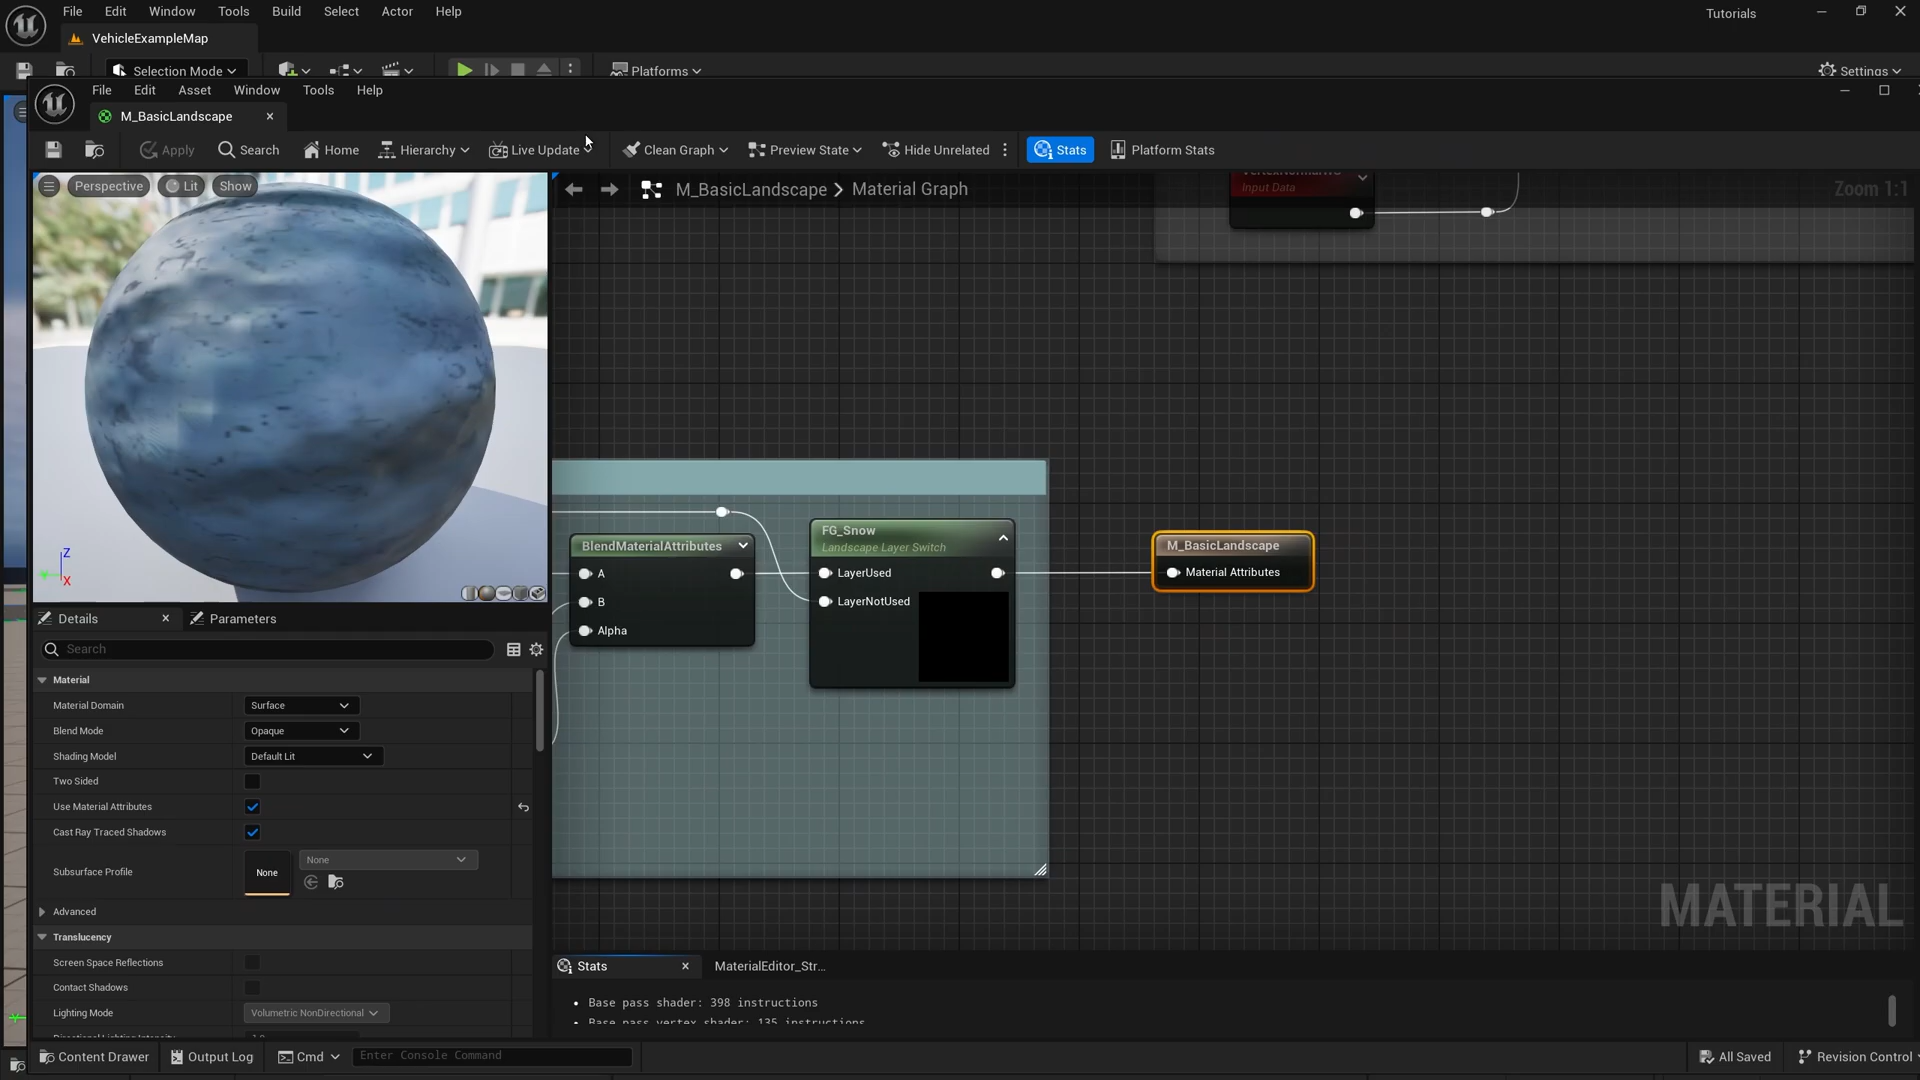 File Edit Window Tools Build Select Actor Help
Tutorials
VehicleExampleMap
Selection Mode
Platforms
Settings
File Edit Asset Window Tools Help
M_BasicLandscape
Apply Search Home Hierarchy Live Update Clean Graph Preview State Hide Unrelated Stats Platform Stats
Perspective Lit Show
M_BasicLandscape > Material Graph
Zoom 1:1
Input Data
BlendMaterialAttributes
A
B
Alpha
FG_Snow
Landscape Layer Switch
LayerUsed
LayerNotUsed
M_BasicLandscape
Material Attributes
MATERIAL
Z
X
Details
Parameters
Search
Material
Material Domain Surface
Blend Mode Opaque
Shading Model Default Lit
Two Sided
Use Material Attributes
Cast Ray Traced Shadows
Subsurface Profile None None
Advanced
Translucency
Screen Space Reflections
Contact Shadows
Lighting Mode Volumetric NonDirectional
Stats
MaterialEditor_Str...
Base pass shader: 398 instructions
Base pass vertex shader: 135 instructions
Content Drawer Output Log Cmd Enter Console Command
All Saved Revision Control